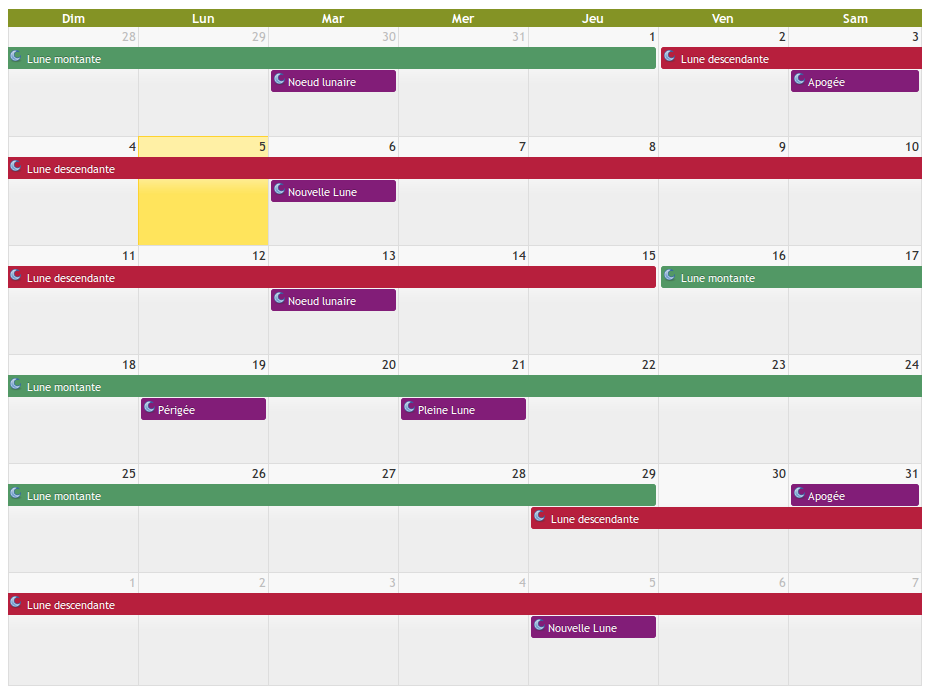 Dim Lun Mar Mer Jeu Ven Sam
28 29 30 31 1 2 3
Lune montante Lune descendante
Noeud lunaire Apogée
4 5 6 7 8 9 10
Lune descendante
Nouvelle Lune
11 12 13 14 15 16 17
Lune descendante Lune montante
Noeud lunaire
18 19 20 21 22 23 24
Lune montante
Périgée Pleine Lune
25 26 27 28 29 30 31
Lune montante Apogée
Lune descendante
1 2 3 4 5 6 7
Lune descendante
Nouvelle Lune